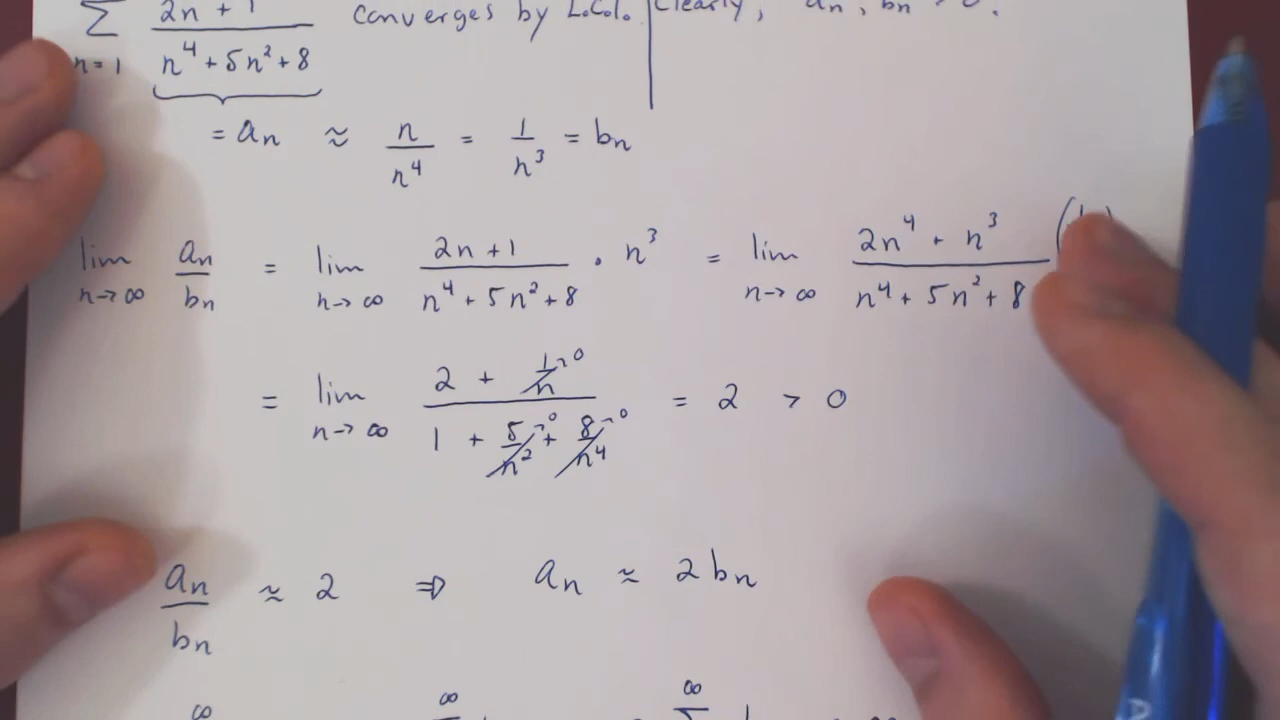 ∑ n=1 (2n + 1)/(n⁴ + 5n² + 8) converges by L.C.T. | Clearly, an, bn > 0.
= an ≈ n/n⁴ = 1/n³ = bn
lim n→∞ an/bn = lim n→∞ (2n + 1)/(n⁴ + 5n² + 8) · n³ = lim n→∞ (2n⁴ + n³)/(n⁴ + 5n² + 8)
= lim n→∞ (2 + 1/n →0)/(1 + 5/n² →0 + 8/n⁴ →0) = 2 > 0
an/bn ≈ 2 ⇒ an ≈ 2bn
∞ ∞ ∞